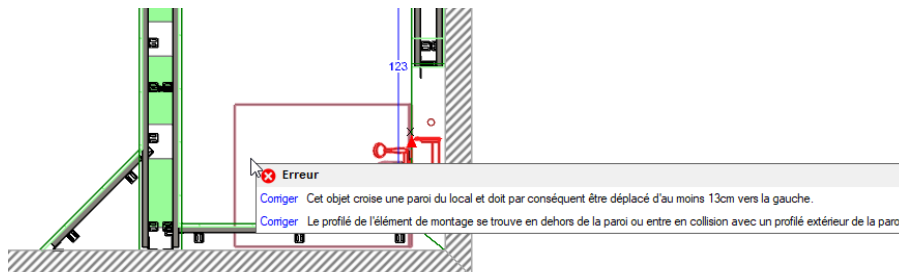 123
Erreur
Corriger Cet objet croise une paroi du local et doit par conséquent être déplacé d'au moins 13cm vers la gauche.
Corriger Le profilé de l'élément de montage se trouve en dehors de la paroi ou entre en collision avec un profilé extérieur de la paro